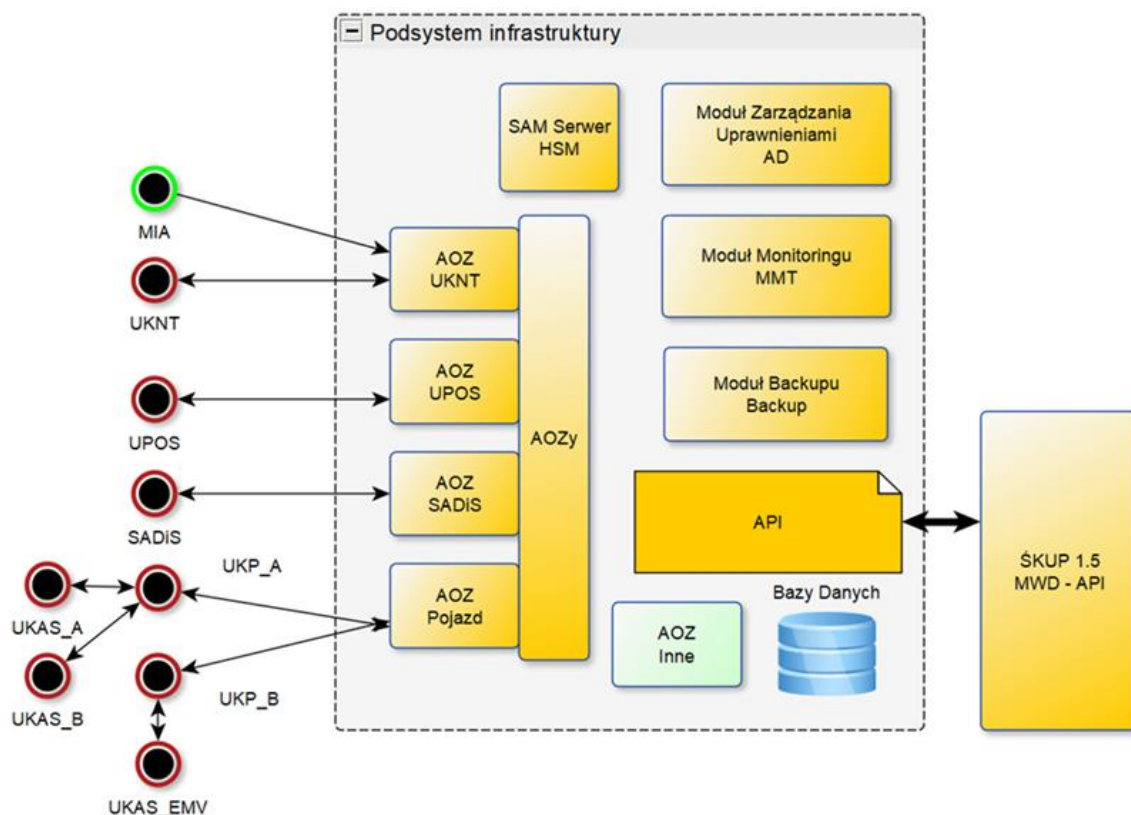 Podsystem infrastruktury
SAM Serwer
HSM
Moduł Zarządzania
Uprawnieniami
AD
MIA
AOZ
UKNT
Moduł Monitoringu
MMT
UKNT
AOZ
UPOS
Moduł Backupu
Backup
UPOS
AOZy
AOZ
SADiS
API
SADiS
ŚKUP 1.5
MWD - API
UKP_A
AOZ
Pojazd
Bazy Danych
UKAS_A
AOZ
Inne
UKP_B
UKAS_B
UKAS_EMV